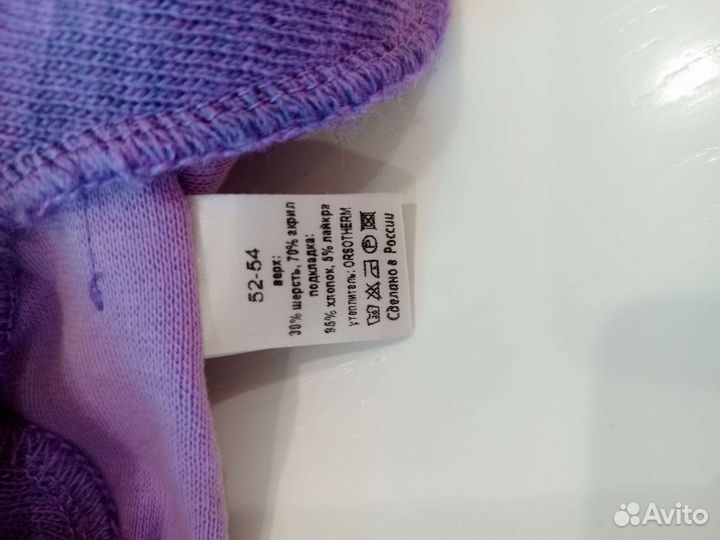 52-54
верх:
30% шерсть, 70% акрил
подкладка:
95% хлопок, 5% лайкра
утеплитель: ORSOTHERM
Сделано в России
Avito